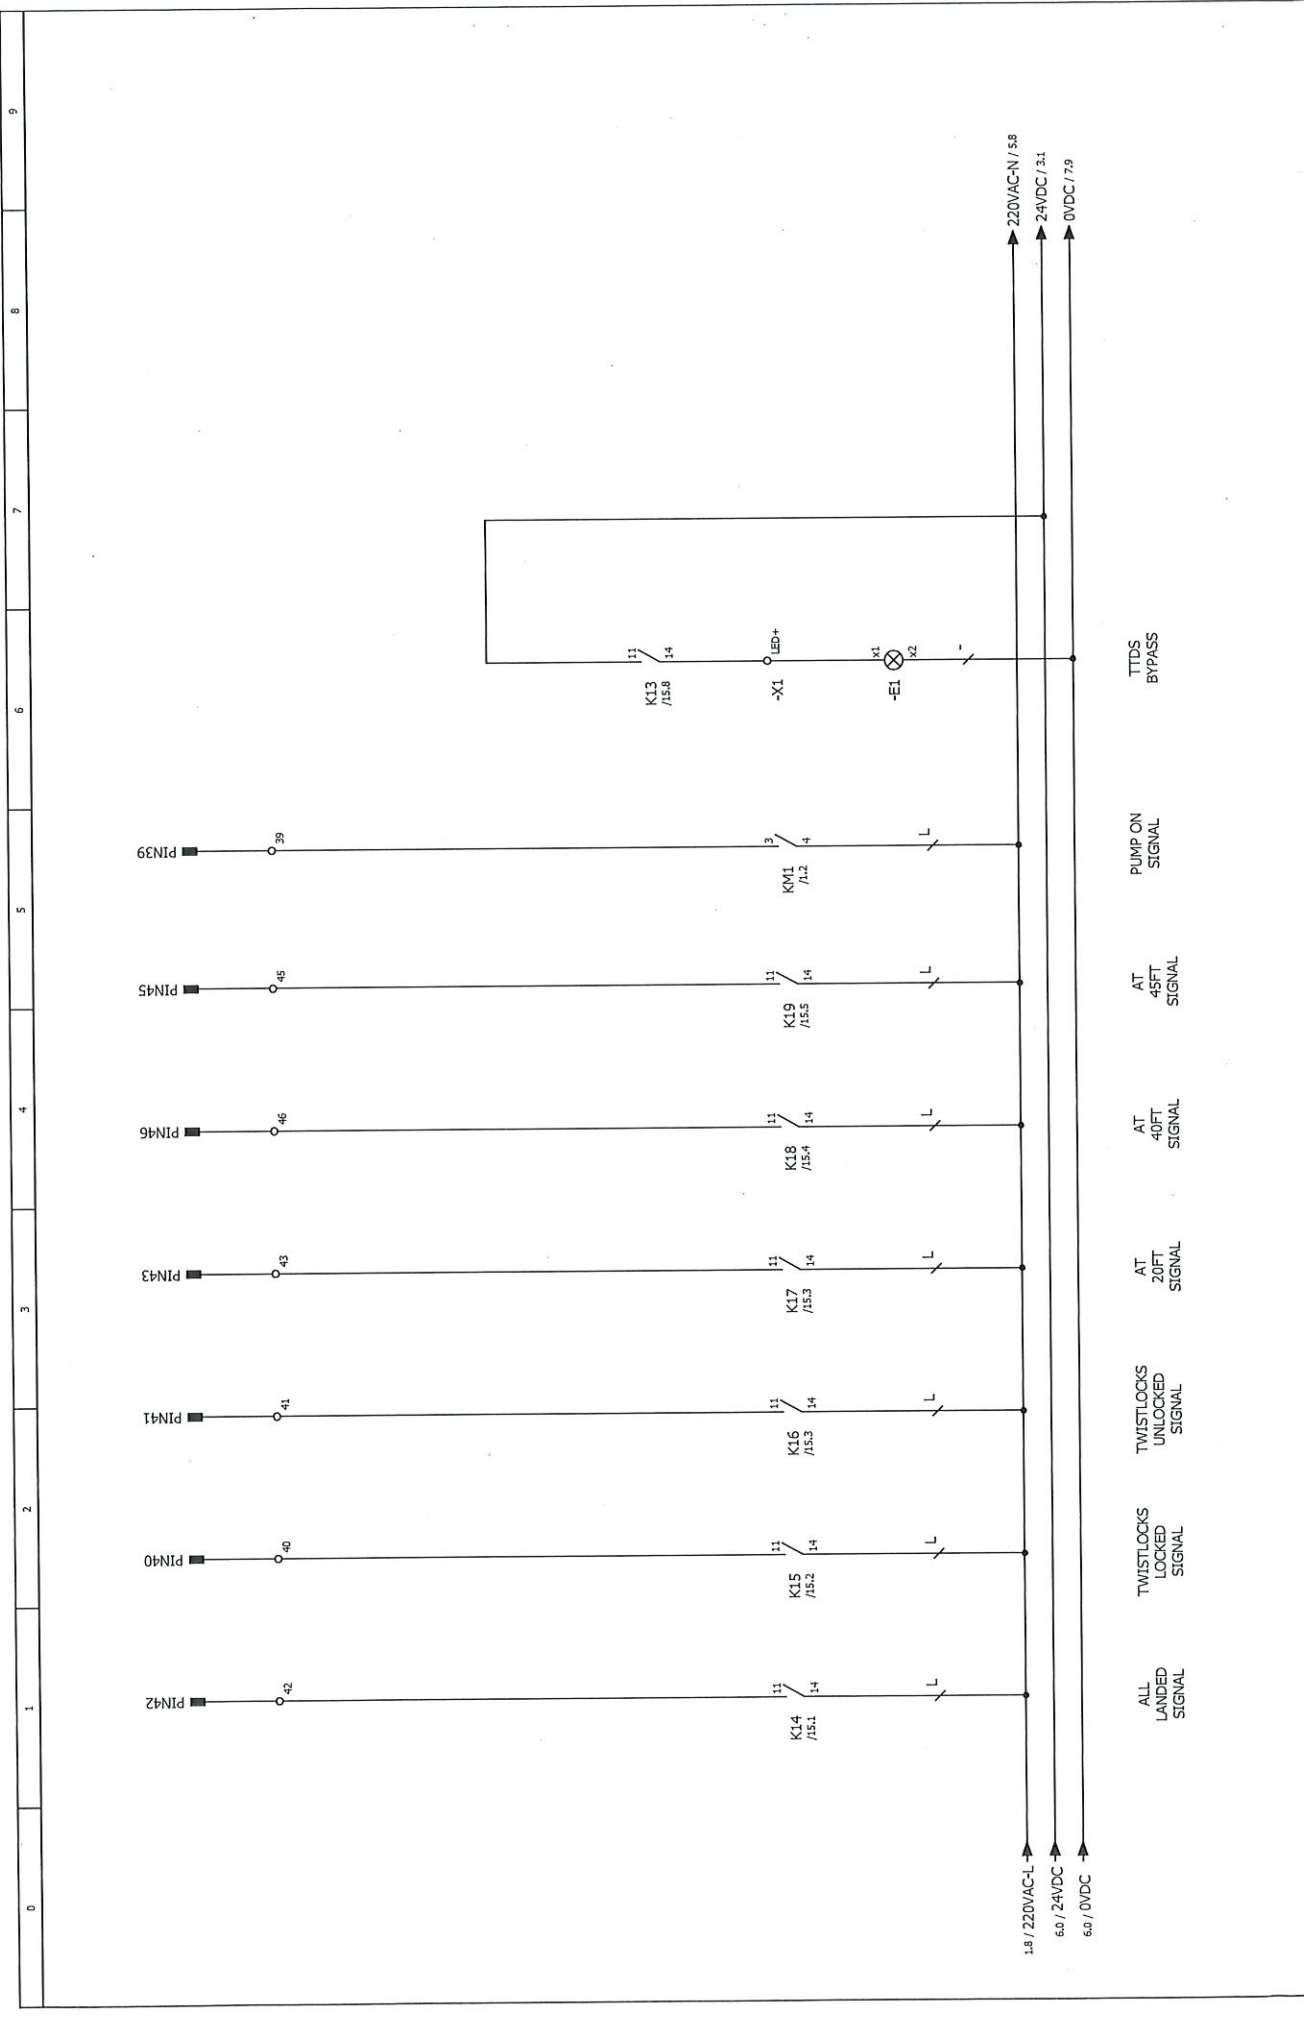 0
1
2
3
4
5
6
7
8
9
PIN42
PIN40
PIN41
PIN43
PIN46
PIN45
PIN39
42
40
41
43
46
45
39
11
14
K13
/15.8
LED+
-X1
x1
x2
-E1
-
11
14
K14
/15.1
L
11
14
K15
/15.2
L
11
14
K16
/15.3
L
11
14
K17
/15.3
L
11
14
K18
/15.4
L
11
14
K19
/15.5
L
3
4
KM1
/1.2
L
1.8 / 220VAC-L
220VAC-N / 5.8
6.0 / 24VDC
24VDC / 3.1
6.0 / 0VDC
0VDC / 7.9
ALL
LANDED
SIGNAL
TWISTLOCKS
LOCKED
SIGNAL
TWISTLOCKS
UNLOCKED
SIGNAL
AT
20FT
SIGNAL
AT
40FT
SIGNAL
AT
45FT
SIGNAL
PUMP ON
SIGNAL
TTDS
BYPASS